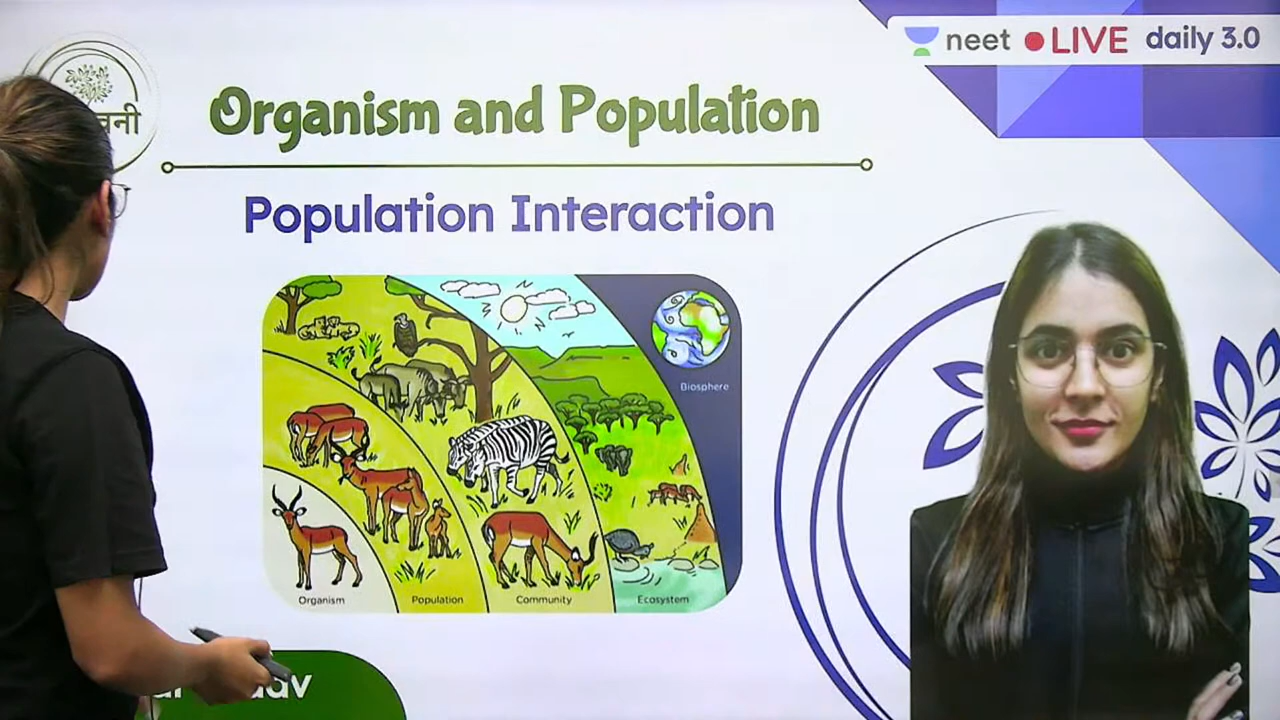 neet LIVE daily 3.0
Organism and Population
Population Interaction
Biosphere
Organism Population Community Ecosystem